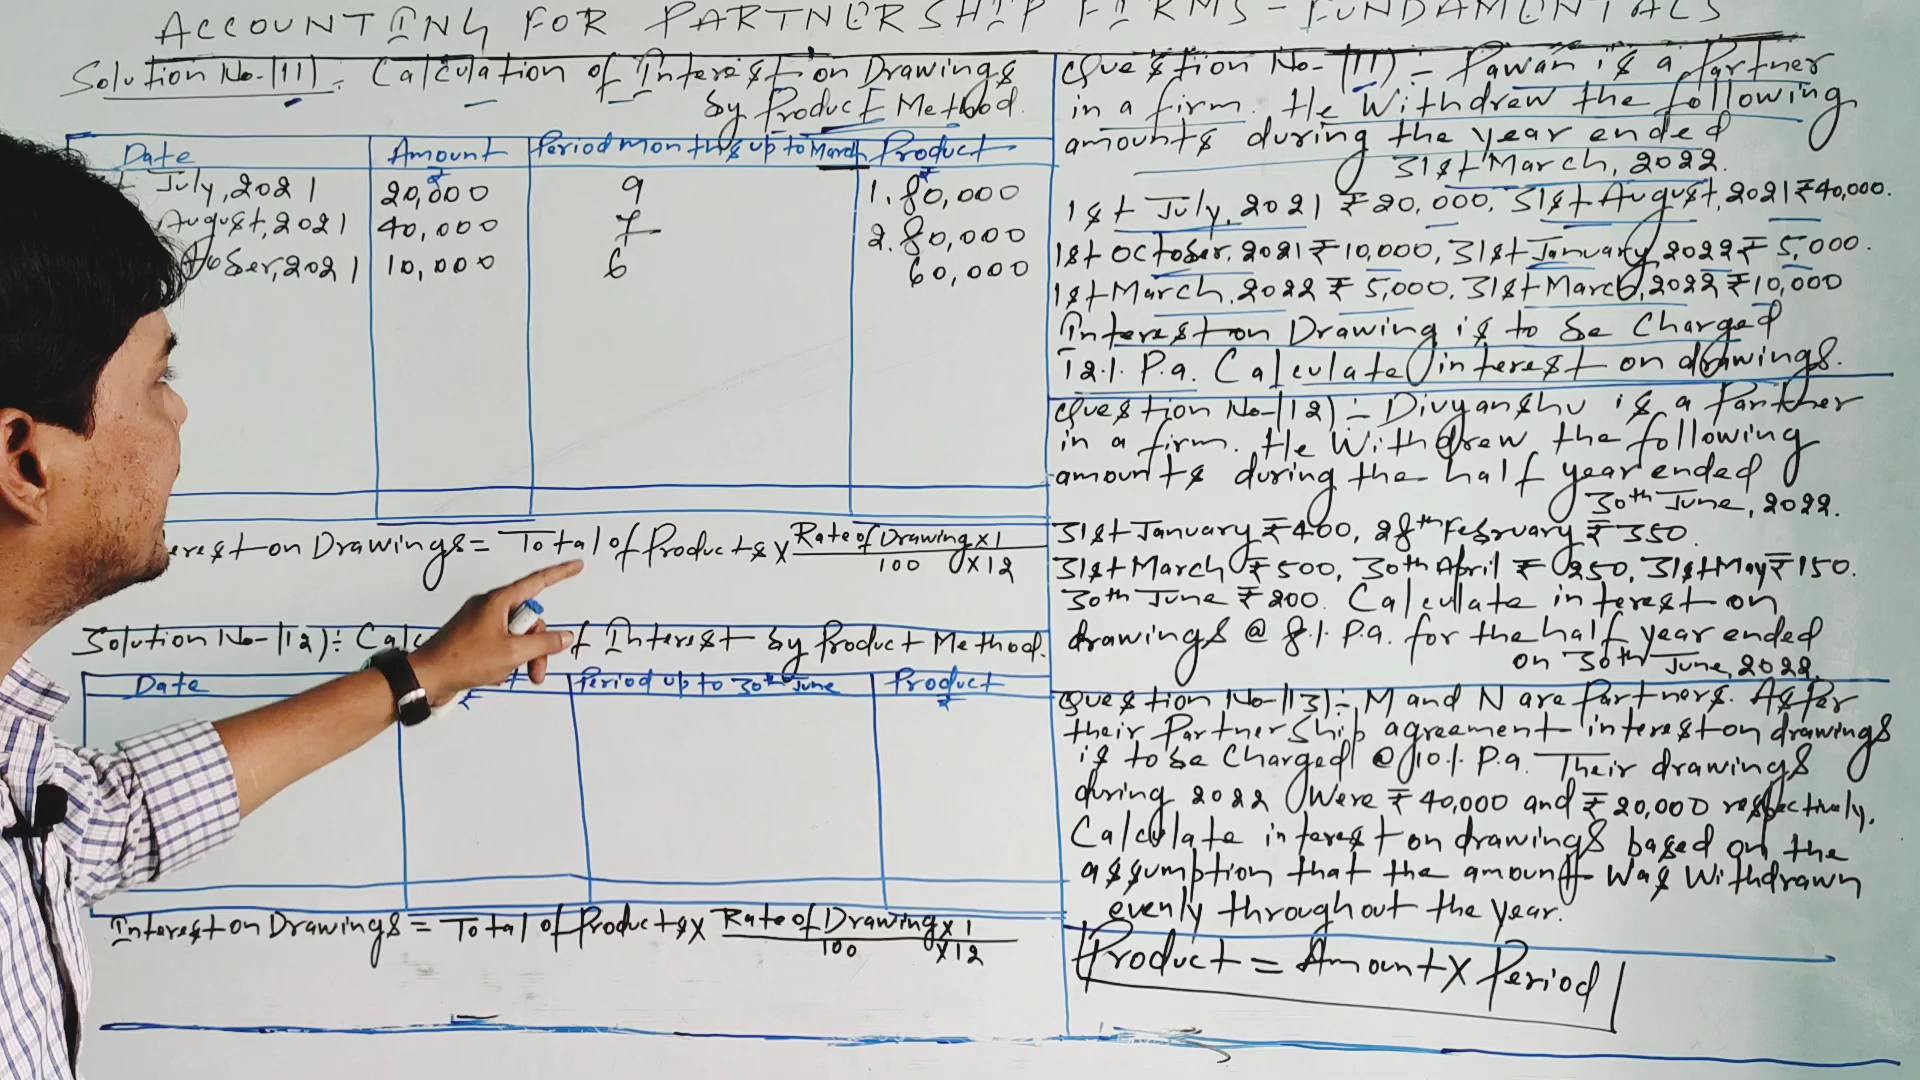 ACCOUNTING FOR PARTNERSHIP FIRMS - FUNDAMENTALS
Solution No-(11) :- Calculation of Interest on Drawings
by Product Method.
Date Amount Period months up to March Product
₹ ₹
July, 2021 20,000 9 1,80,000
August, 2021 40,000 7 2,80,000
10,000 6 60,000
Interest on Drawings = Total of Products x Rate of Drawing x 1
100 x 12
Solution No-(12) :- Interest by Product Method.
Date Period up to 30th June Product
₹ ₹
Interest on Drawings = Total of Products x Rate of Drawing x 1
100 x 12
Question No-(11) :- Pawan is a Partner
in a firm. He Withdrew the following
amounts during the year ended
31st March, 2022.
1st July, 2021 ₹ 20,000, 31st August, 2021 ₹ 40,000.
1st October, 2021 ₹ 10,000, 31st January, 2022 ₹ 5,000.
1st March, 2022 ₹ 5,000. 31st March, 2022 ₹ 10,000
Interest on Drawing is to be Charged
12% P.a. Calculate interest on drawings.
Question No-(12) :- Divyanshu is a Partner
in a firm. He Withdrew the following
amounts during the half year ended
30th June, 2022.
31st January ₹ 400, 28th February ₹ 350.
31st March ₹ 500, 30th April ₹ 250, 31st May ₹ 150.
30th June ₹ 200. Calculate interest on
drawings @ 8% P.a. for the half year ended
on 30th June, 2022.
Question No-(13) :- M and N are Partners. As Per
their Partnership agreement interest on drawings
is to be Charged @ 10% P.a. Their drawings
during 2022 Were ₹ 40,000 and ₹ 20,000 respectively.
Calculate interest on drawings based on the
assumption that the amount Was Withdrawn
evenly throughout the year.
Product = Amount X Period